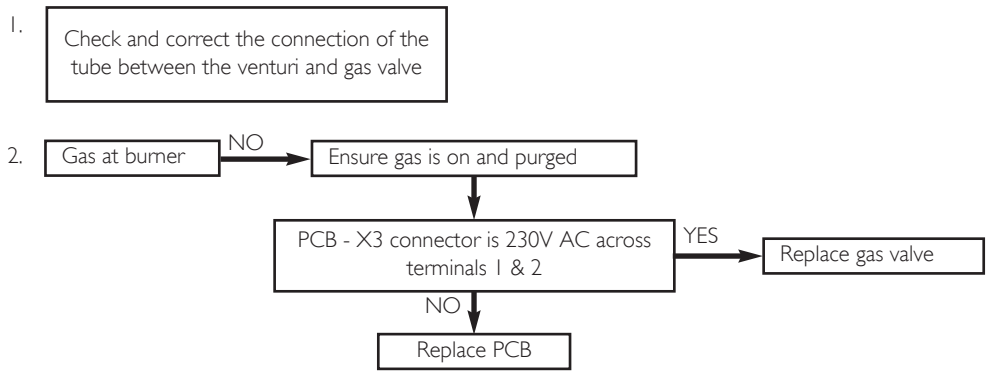 1.
Check and correct the connection of the
tube between the venturi and gas valve
2.
Gas at burner
NO
Ensure gas is on and purged
PCB - X3 connector is 230V AC across
terminals 1 & 2
YES
Replace gas valve
NO
Replace PCB